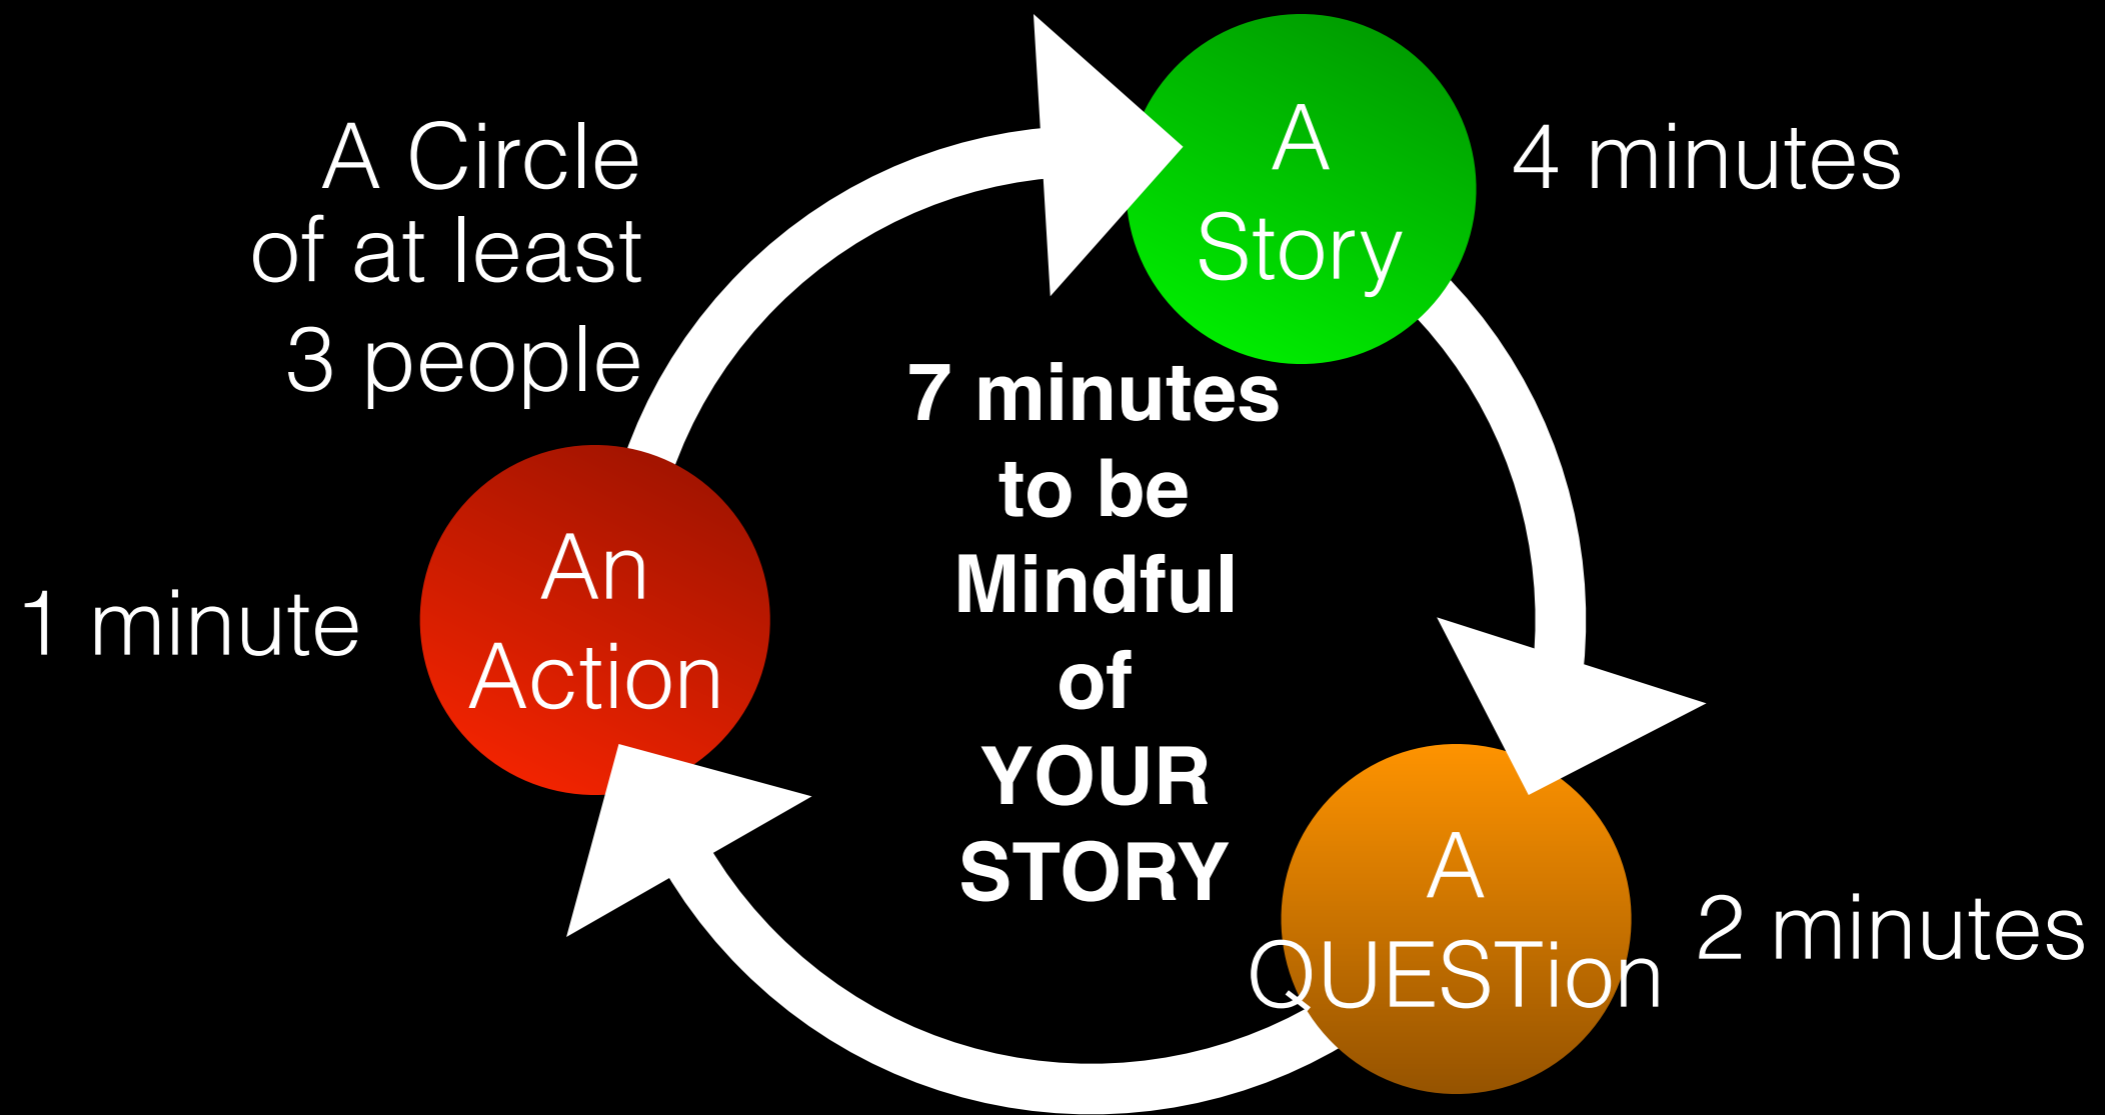 A Circle
of at least
3 people
A
Story
4 minutes
7 minutes
to be
Mindful
of
YOUR
STORY
An
Action
1 minute
A
QUESTion
2 minutes